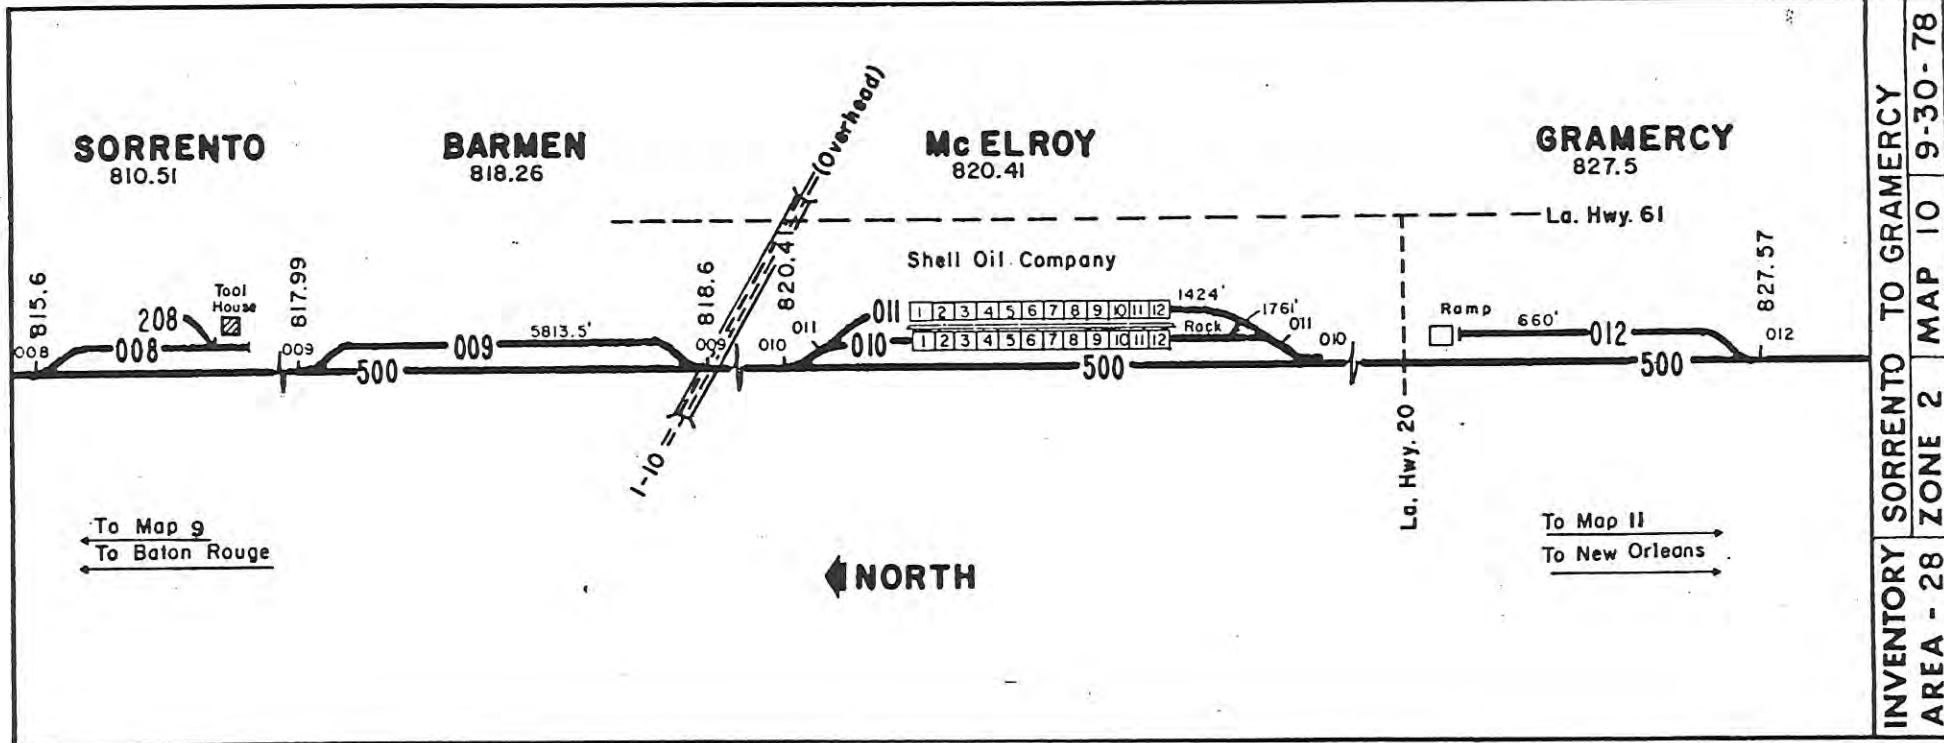 SORRENTO
810.51
BARMEN
818.26
(Overhead)
Mc ELROY
820.41
GRAMERCY
827.5
La. Hwy. 61
Shell Oil Company
815.6
Tool
House
208
008
008
817.99
009
009
5813.5'
500
818.6
009
820.41
010
011
011
1 2 3 4 5 6 7 8 9 10 11 12
1424'
Rack
1761'
010
1 2 3 4 5 6 7 8 9 10 11 12
011
010
500
Ramp
660'
012
827.57
012
500
I-10
La. Hwy. 20
To Map 9
To Baton Rouge
NORTH
To Map 11
To New Orleans
INVENTORY SORRENTO TO GRAMERCY
AREA - 28 ZONE 2 MAP 10 9-30-78